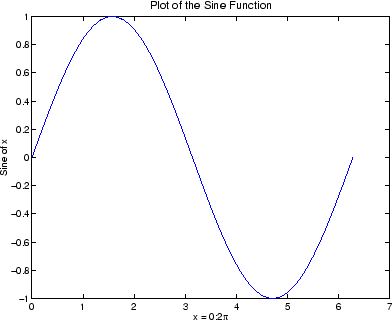 Plot of the Sine Function
1
0.8
0.6
0.4
0.2
0
−0.2
−0.4
−0.6
−0.8
−1
Sine of x
0 1 2 3 4 5 6 7
x = 0:2π